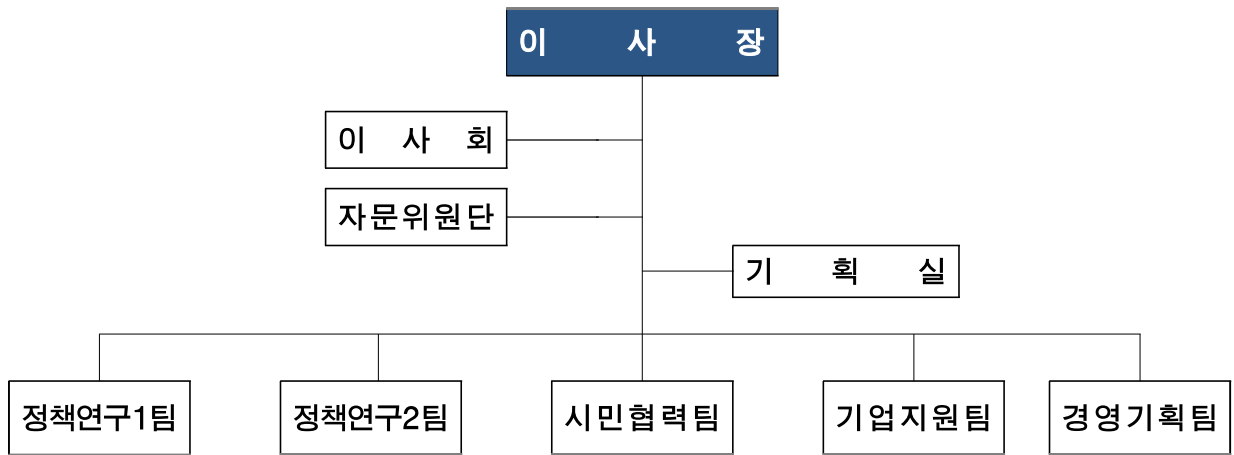 이 사 장
이 사 회
자문위원단
기 획 실
정책연구1팀
정책연구2팀
시민협력팀
기업지원팀
경영기획팀